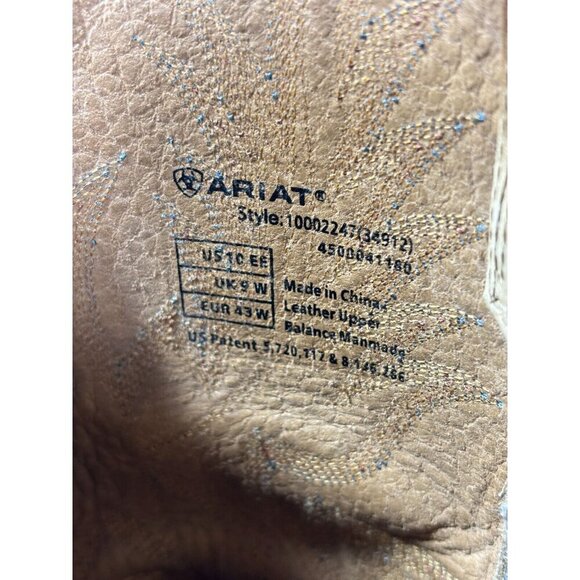 ARIAT®
Style: 10002247(34912)
4500041180
US 10 EE
UK 9 W
EUR 43 W
Made in China
Leather Upper
Balance Manmade
US Patent 5,720,117 & 8,146,266